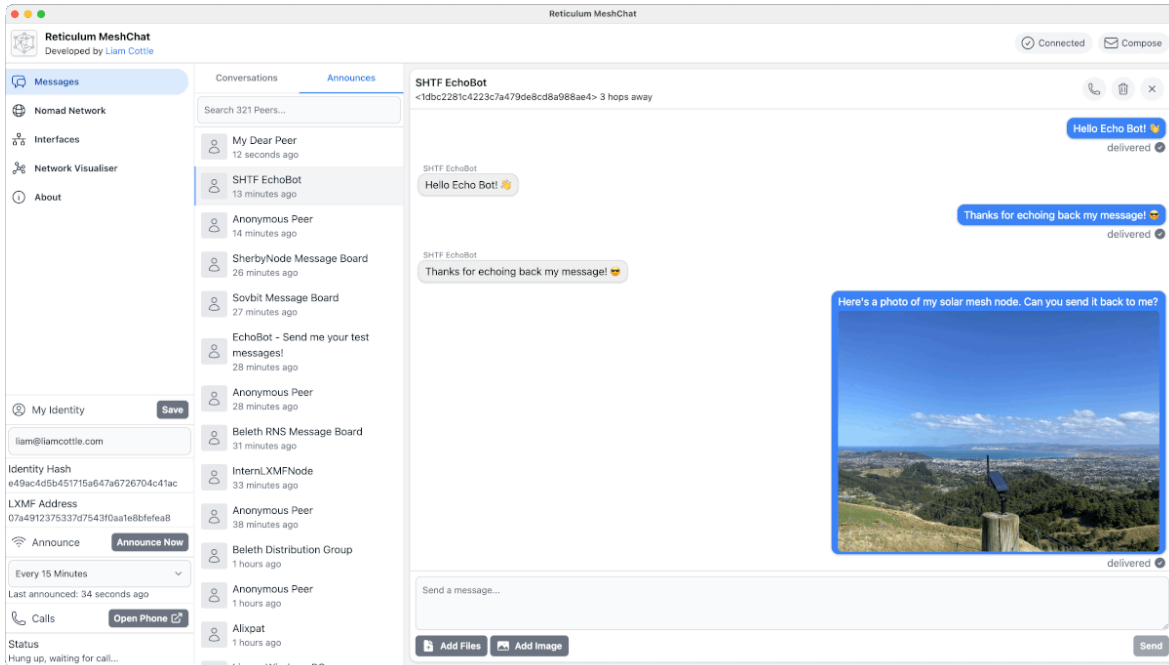 Reticulum MeshChat
Reticulum MeshChat
Developed by Liam Cottle
Connected
Compose
Messages
Nomad Network
Interfaces
Network Visualiser
About
My Identity
Save
liam@liamcottle.com
Identity Hash
e49ac4d5b451715a647a6726704c41ac
LXMF Address
07a4912375337d7543f0aa1e8bfefea8
Announce
Announce Now
Every 15 Minutes
Last announced: 34 seconds ago
Calls
Open Phone
Status
Hung up, waiting for call...
Conversations
Announces
Search 321 Peers...
My Dear Peer
12 seconds ago
SHTF EchoBot
13 minutes ago
Anonymous Peer
14 minutes ago
SherbyNode Message Board
26 minutes ago
Sovbit Message Board
27 minutes ago
EchoBot - Send me your test
messages!
28 minutes ago
Anonymous Peer
28 minutes ago
Beleth RNS Message Board
31 minutes ago
InternLXMFNode
33 minutes ago
Anonymous Peer
38 minutes ago
Beleth Distribution Group
1 hours ago
Anonymous Peer
1 hours ago
Alixpat
1 hours ago
SHTF EchoBot
<1dbc2281c4223c7a479de8cd8a988ae4> 3 hops away
Hello Echo Bot! 👋
delivered
SHTF EchoBot
Hello Echo Bot! 👋
Thanks for echoing back my message! 😎
delivered
SHTF EchoBot
Thanks for echoing back my message! 😎
Here's a photo of my solar mesh node. Can you send it back to me?
delivered
Send a message...
Add Files
Add Image
Send